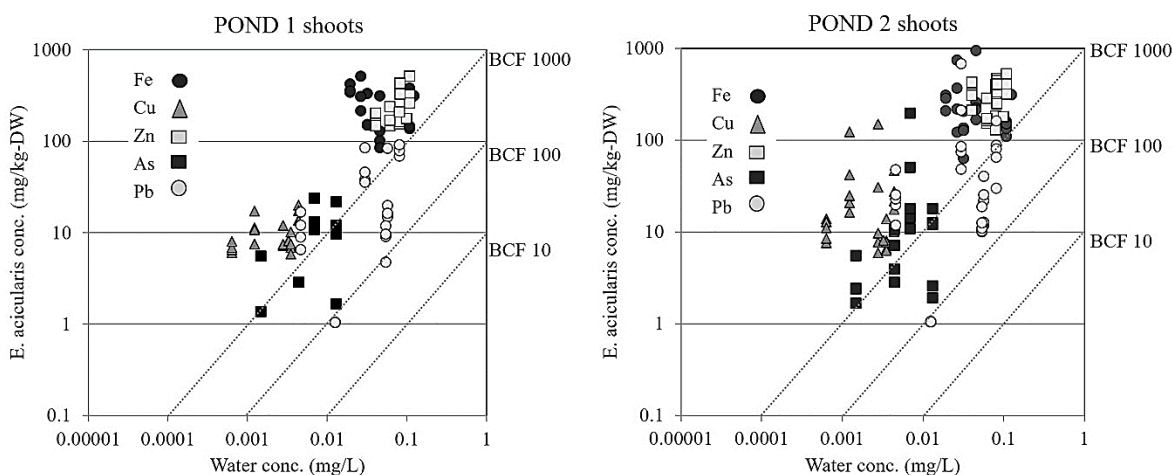 POND 1 shoots
1000
100
10
1
0.1
E. acicularis conc. (mg/kg-DW)
Fe
Cu
Zn
As
Pb
BCF 1000
BCF 100
BCF 10
0.00001
0.0001
0.001
0.01
0.1
1
Water conc. (mg/L)
POND 2 shoots
1000
100
10
1
0.1
E. acicularis conc. (mg/kg-DW)
Fe
Cu
Zn
As
Pb
BCF 1000
BCF 100
BCF 10
0.00001
0.0001
0.001
0.01
0.1
1
Water conc. (mg/L)